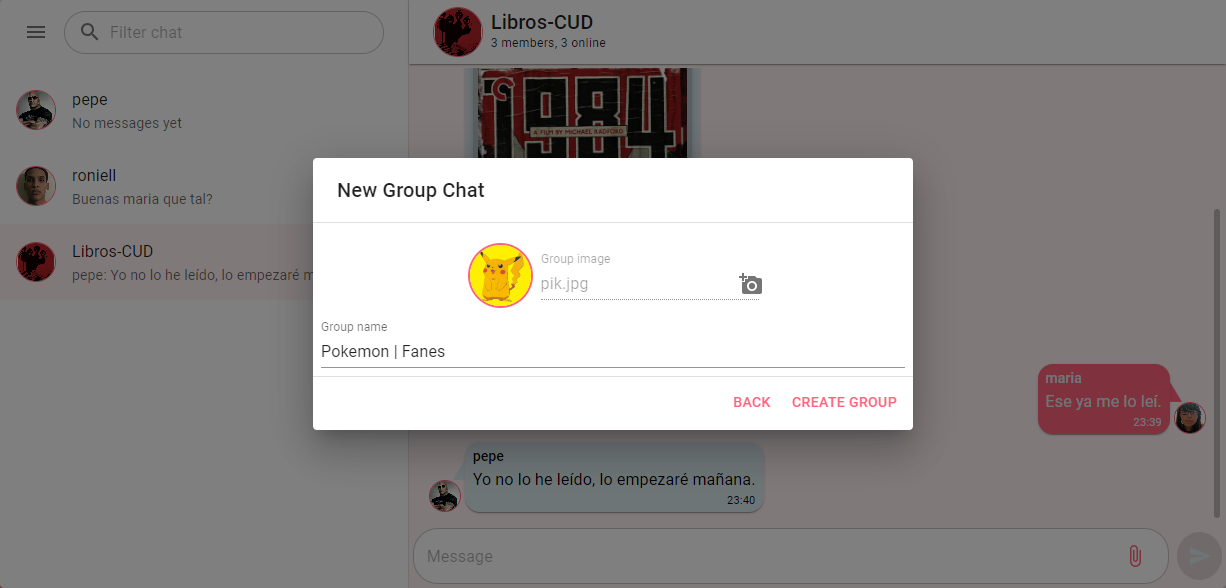 Filter chat
Libros-CUD
3 members, 3 online
pepe
No messages yet
roniell
Buenas maria que tal?
Libros-CUD
pepe: Yo no lo he leído, lo empezaré m
1984
A FILM BY MICHAEL RADFORD
New Group Chat
Group image
pik.jpg
Group name
Pokemon | Fanes
BACK
CREATE GROUP
maria
Ese ya me lo leí.
23:39
pepe
Yo no lo he leído, lo empezaré mañana.
23:40
Message